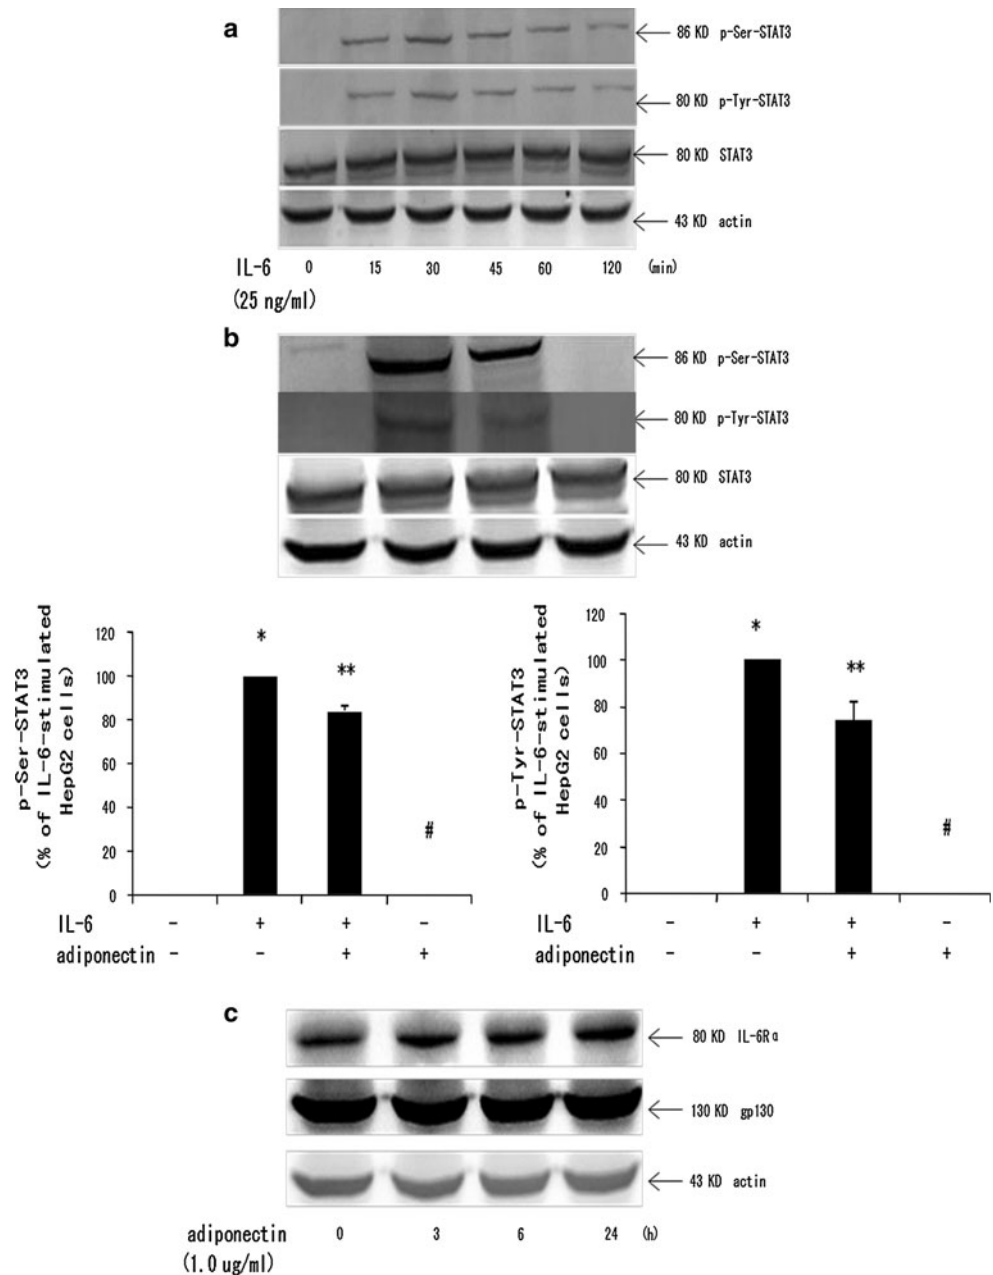 a
86 KD p-Ser-STAT3
80 KD p-Tyr-STAT3
80 KD STAT3
43 KD actin
IL-6 0 15 30 45 60 120 (min)
(25 ng/ml)
b
86 KD p-Ser-STAT3
80 KD p-Tyr-STAT3
80 KD STAT3
43 KD actin
p-Ser-STAT3
(% of IL-6-stimulated
HepG2 cells)
120
100
80
60
40
20
0
*
**
#
IL-6 - + + -
adiponectin - - + +
p-Tyr-STAT3
(% of IL-6-stimulated
HepG2 cells)
120
100
80
60
40
20
0
*
**
#
IL-6 - + + -
adiponectin - - + +
c
80 KD IL-6Rα
130 KD gp130
43 KD actin
adiponectin 0 3 6 24 (h)
(1.0 ug/ml)